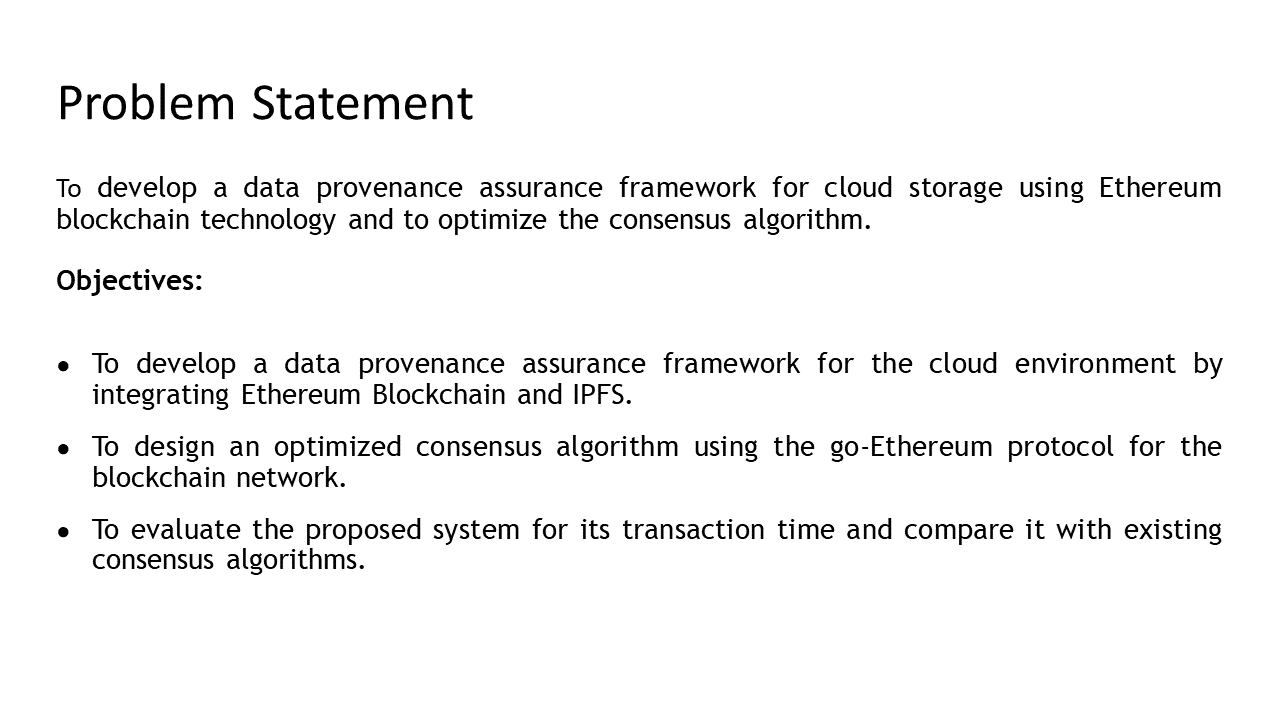 Problem Statement
To develop a data provenance assurance framework for cloud storage using Ethereum
blockchain technology and to optimize the consensus algorithm.
Objectives:
● To develop a data provenance assurance framework for the cloud environment by
integrating Ethereum Blockchain and IPFS.
● To design an optimized consensus algorithm using the go-Ethereum protocol for the
blockchain network.
● To evaluate the proposed system for its transaction time and compare it with existing
consensus algorithms.